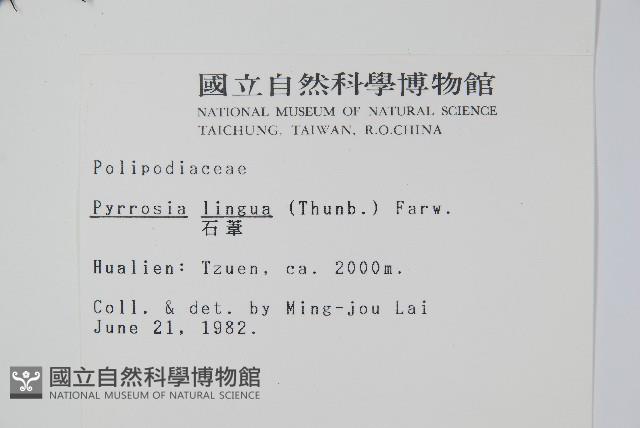 國立自然科學博物館
NATIONAL MUSEUM OF NATURAL SCIENCE
TAICHUNG, TAIWAN, R.O.CHINA
Polipodiaceae
Pyrrosia lingua (Thunb.) Farw.
石葦
Hualien: Tzuen, ca. 2000m.
Coll. & det. by Ming-jou Lai
June 21, 1982.
國立自然科學博物館
NATIONAL MUSEUM OF NATURAL SCIENCE